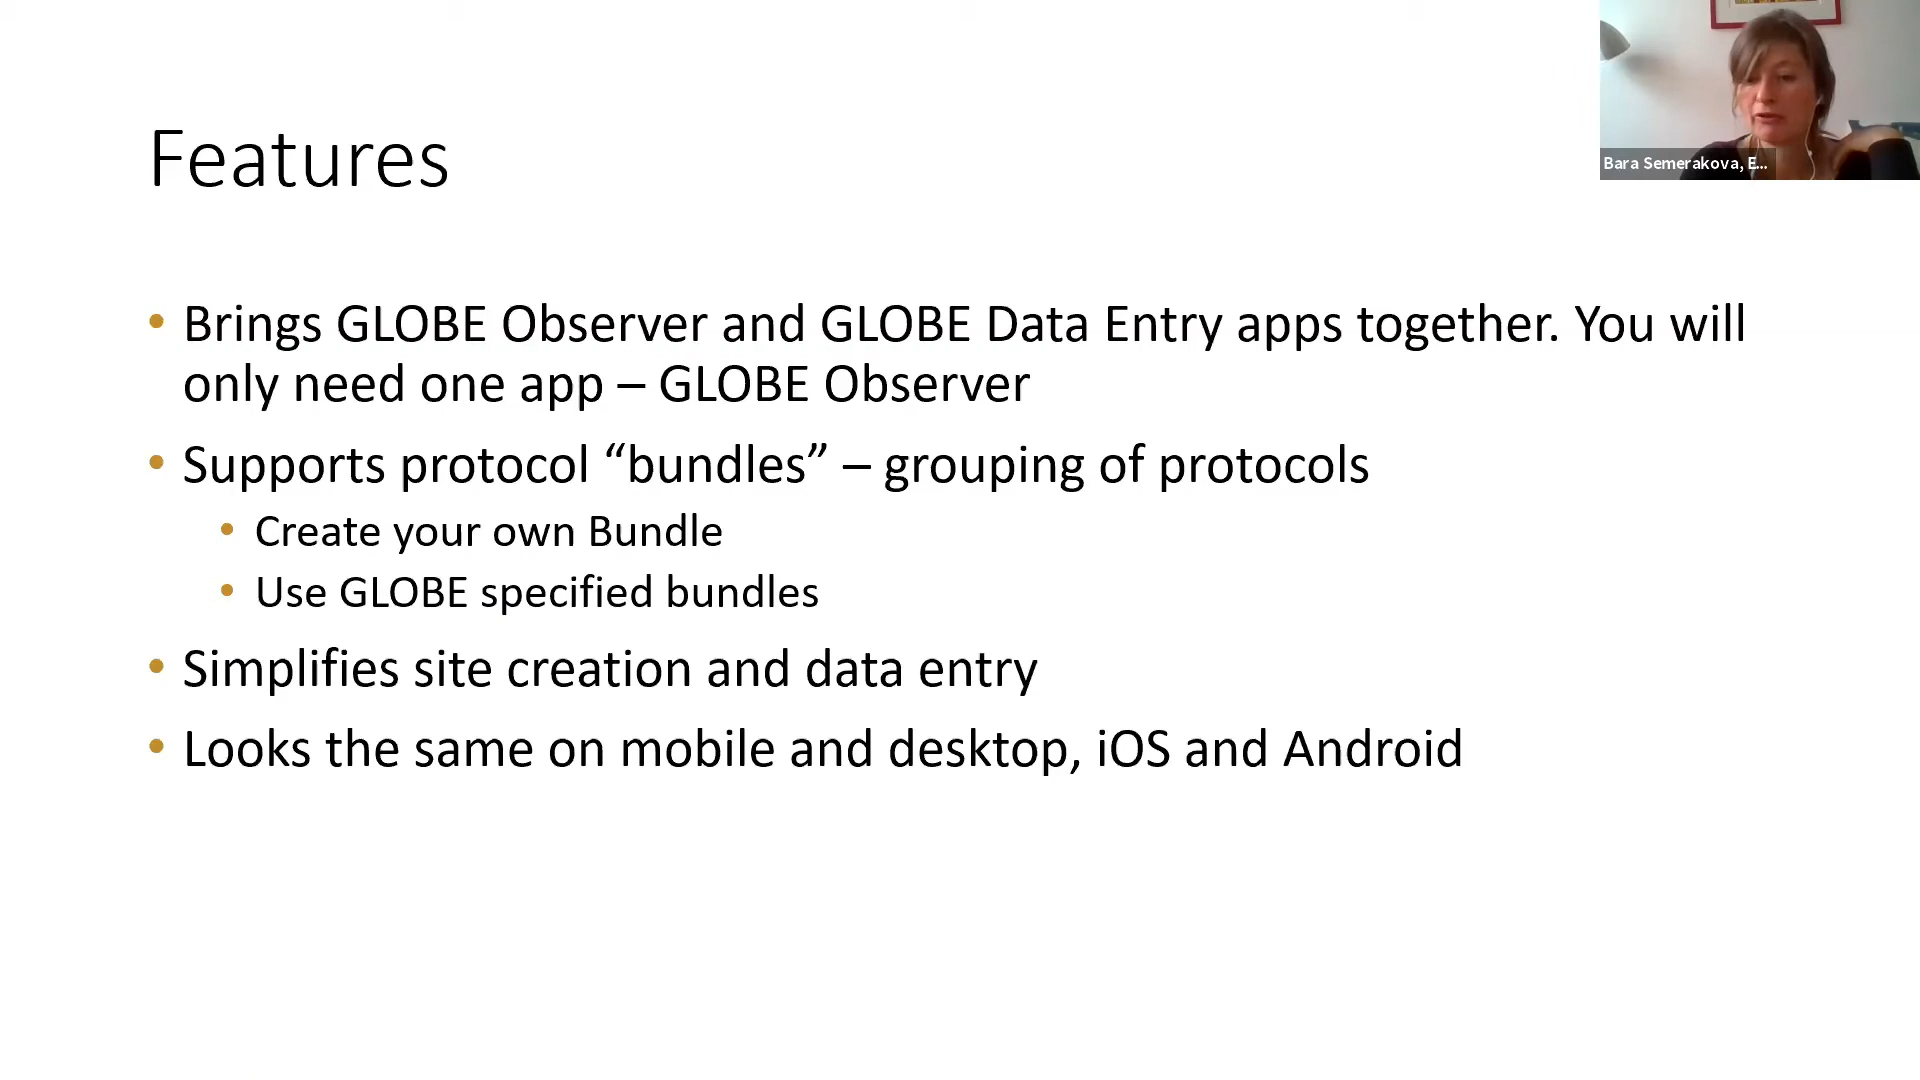 Bara Semerakova, E...
Features
• Brings GLOBE Observer and GLOBE Data Entry apps together. You will
only need one app – GLOBE Observer
• Supports protocol “bundles” – grouping of protocols
• Create your own Bundle
• Use GLOBE specified bundles
• Simplifies site creation and data entry
• Looks the same on mobile and desktop, iOS and Android